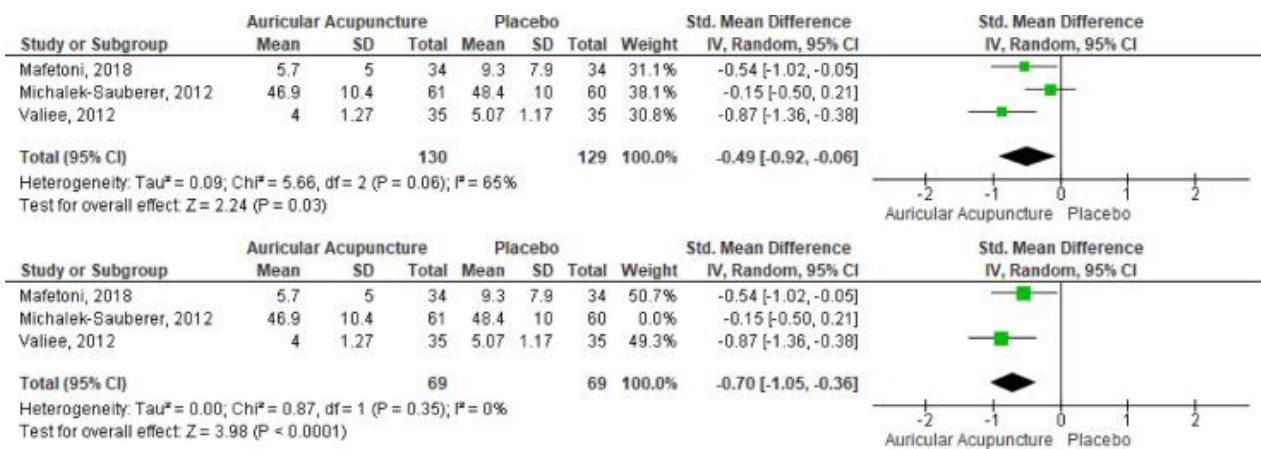 Auricular Acupuncture Placebo Std. Mean Difference Std. Mean Difference
Study or Subgroup Mean SD Total Mean SD Total Weight IV, Random, 95% CI IV, Random, 95% CI
Mafetoni, 2018 5.7 5 34 9.3 7.9 34 31.1% -0.54 [-1.02, -0.05]
Michalek-Sauberer, 2012 46.9 10.4 61 48.4 10 60 38.1% -0.15 [-0.50, 0.21]
Valiee, 2012 4 1.27 35 5.07 1.17 35 30.8% -0.87 [-1.36, -0.38]
Total (95% CI) 130 129 100.0% -0.49 [-0.92, -0.06]
Heterogeneity: Tau² = 0.09; Chi² = 5.66, df = 2 (P = 0.06); I² = 65%
Test for overall effect: Z = 2.24 (P = 0.03)
-2 -1 0 1 2
Auricular Acupuncture Placebo
Auricular Acupuncture Placebo Std. Mean Difference Std. Mean Difference
Study or Subgroup Mean SD Total Mean SD Total Weight IV, Random, 95% CI IV, Random, 95% CI
Mafetoni, 2018 5.7 5 34 9.3 7.9 34 50.7% -0.54 [-1.02, -0.05]
Michalek-Sauberer, 2012 46.9 10.4 61 48.4 10 60 0.0% -0.15 [-0.50, 0.21]
Valiee, 2012 4 1.27 35 5.07 1.17 35 49.3% -0.87 [-1.36, -0.38]
Total (95% CI) 69 69 100.0% -0.70 [-1.05, -0.36]
Heterogeneity: Tau² = 0.00; Chi² = 0.87, df = 1 (P = 0.35); I² = 0%
Test for overall effect: Z = 3.98 (P < 0.0001)
-2 -1 0 1 2
Auricular Acupuncture Placebo